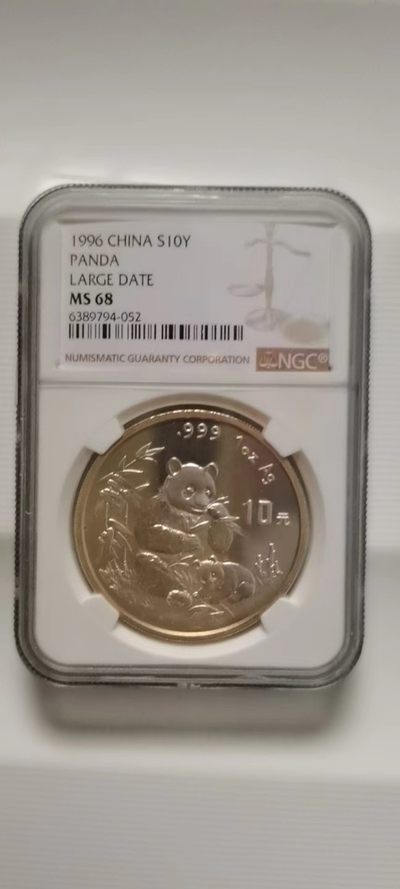 1996 CHINA S10Y
PANDA
LARGE DATE
MS 68
6389794-052
NUMISMATIC GUARANTY CORPORATION NGC®
.999 1oz Ag
10元